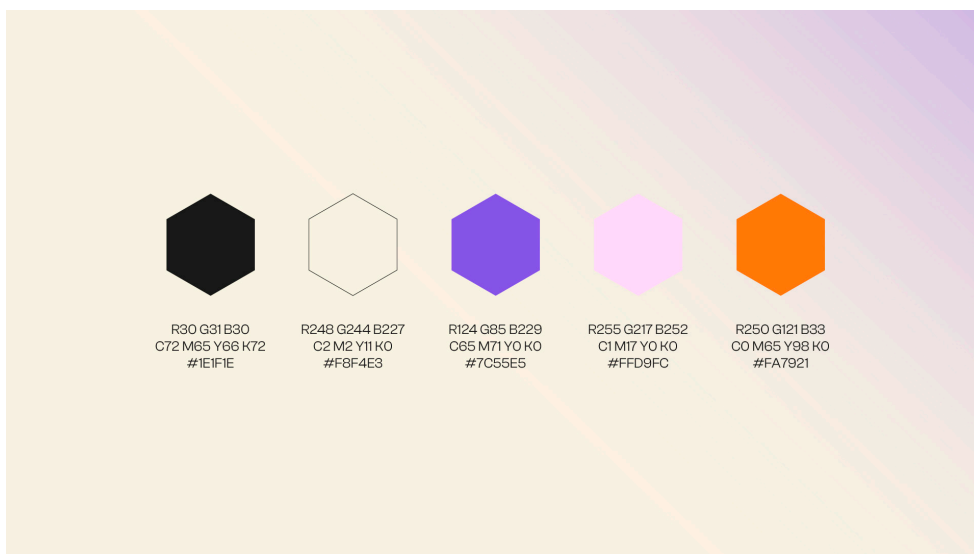 R30 G31 B30
C72 M65 Y66 K72
#1E1F1E
R248 G244 B227
C2 M2 Y11 K0
#F8F4E3
R124 G85 B229
C65 M71 Y0 K0
#7C55E5
R255 G217 B252
C1 M17 Y0 K0
#FFD9FC
R250 G121 B33
C0 M65 Y98 K0
#FA7921